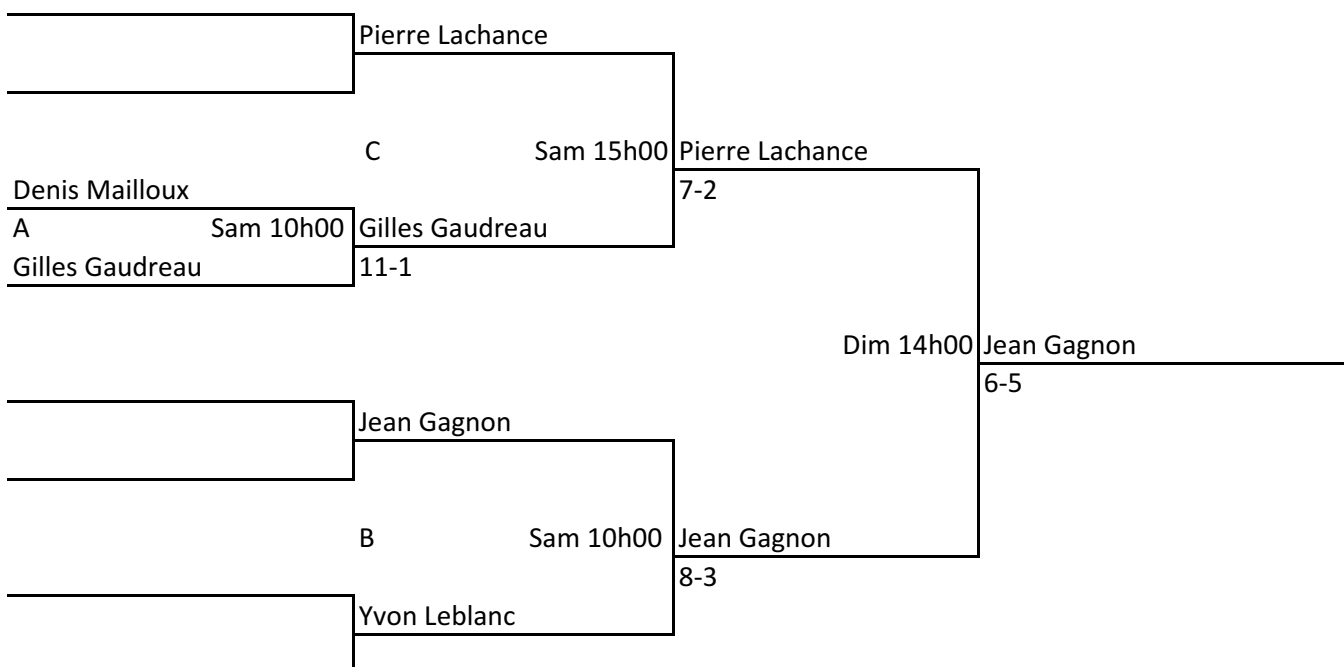 Pierre Lachance
C
Sam 15h00
Pierre Lachance
7-2
Denis Mailloux
A
Sam 10h00
Gilles Gaudreau
Gilles Gaudreau
11-1
Dim 14h00
Jean Gagnon
6-5
Jean Gagnon
B
Sam 10h00
Jean Gagnon
8-3
Yvon Leblanc